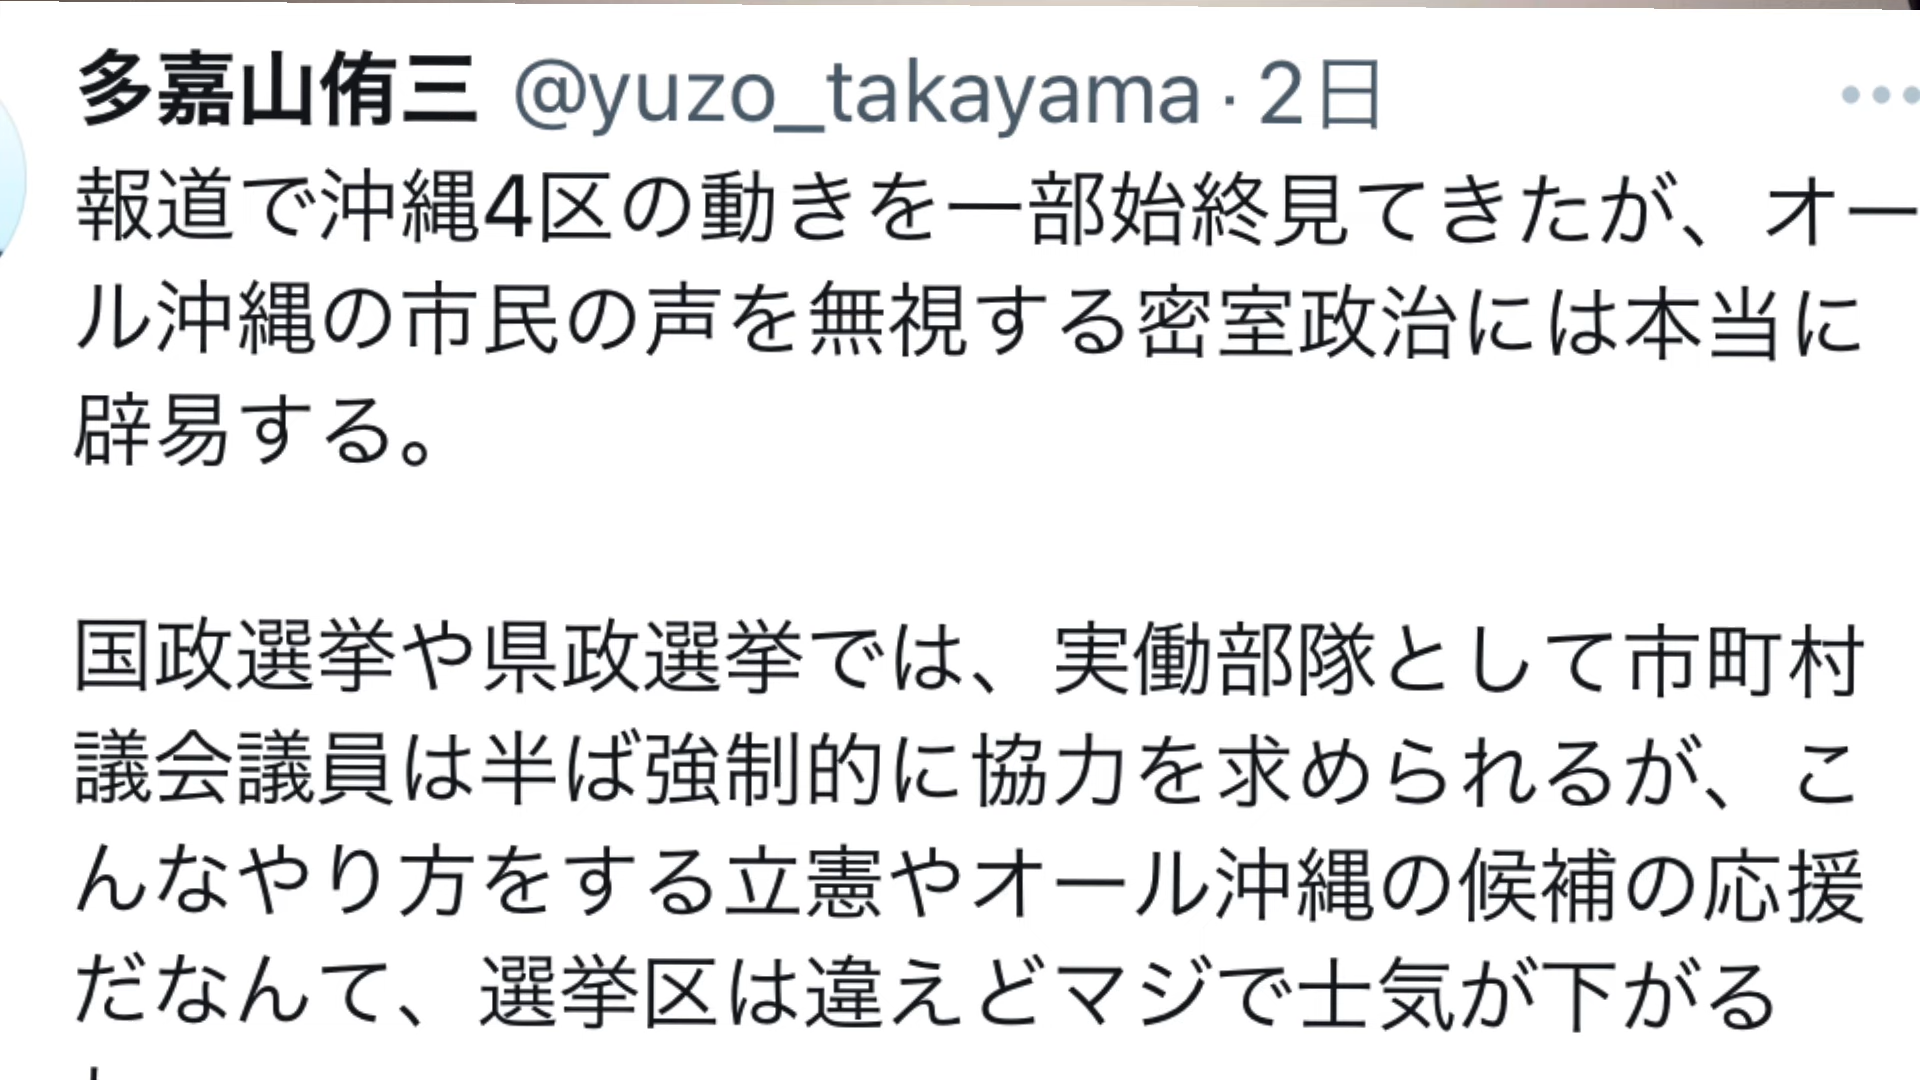 多嘉山侑三 @yuzo_takayama · 2日
報道で沖縄4区の動きを一部始終見てきたが、オー
ル沖縄の市民の声を無視する密室政治には本当に
辟易する。
国政選挙や県政選挙では、実働部隊として市町村
議会議員は半ば強制的に協力を求められるが、こ
んなやり方をする立憲やオール沖縄の候補の応援
だなんて、選挙区は違えどマジで士気が下がる